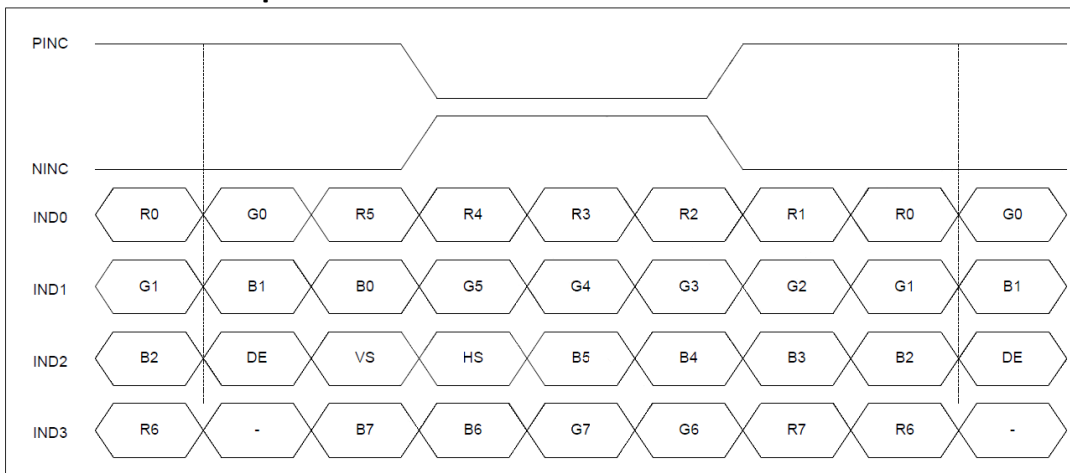 PINC
NINC
IND0 R0 G0 R5 R4 R3 R2 R1 R0 G0
IND1 G1 B1 B0 G5 G4 G3 G2 G1 B1
IND2 B2 DE VS HS B5 B4 B3 B2 DE
IND3 R6 - B7 B6 G7 G6 R7 R6 -